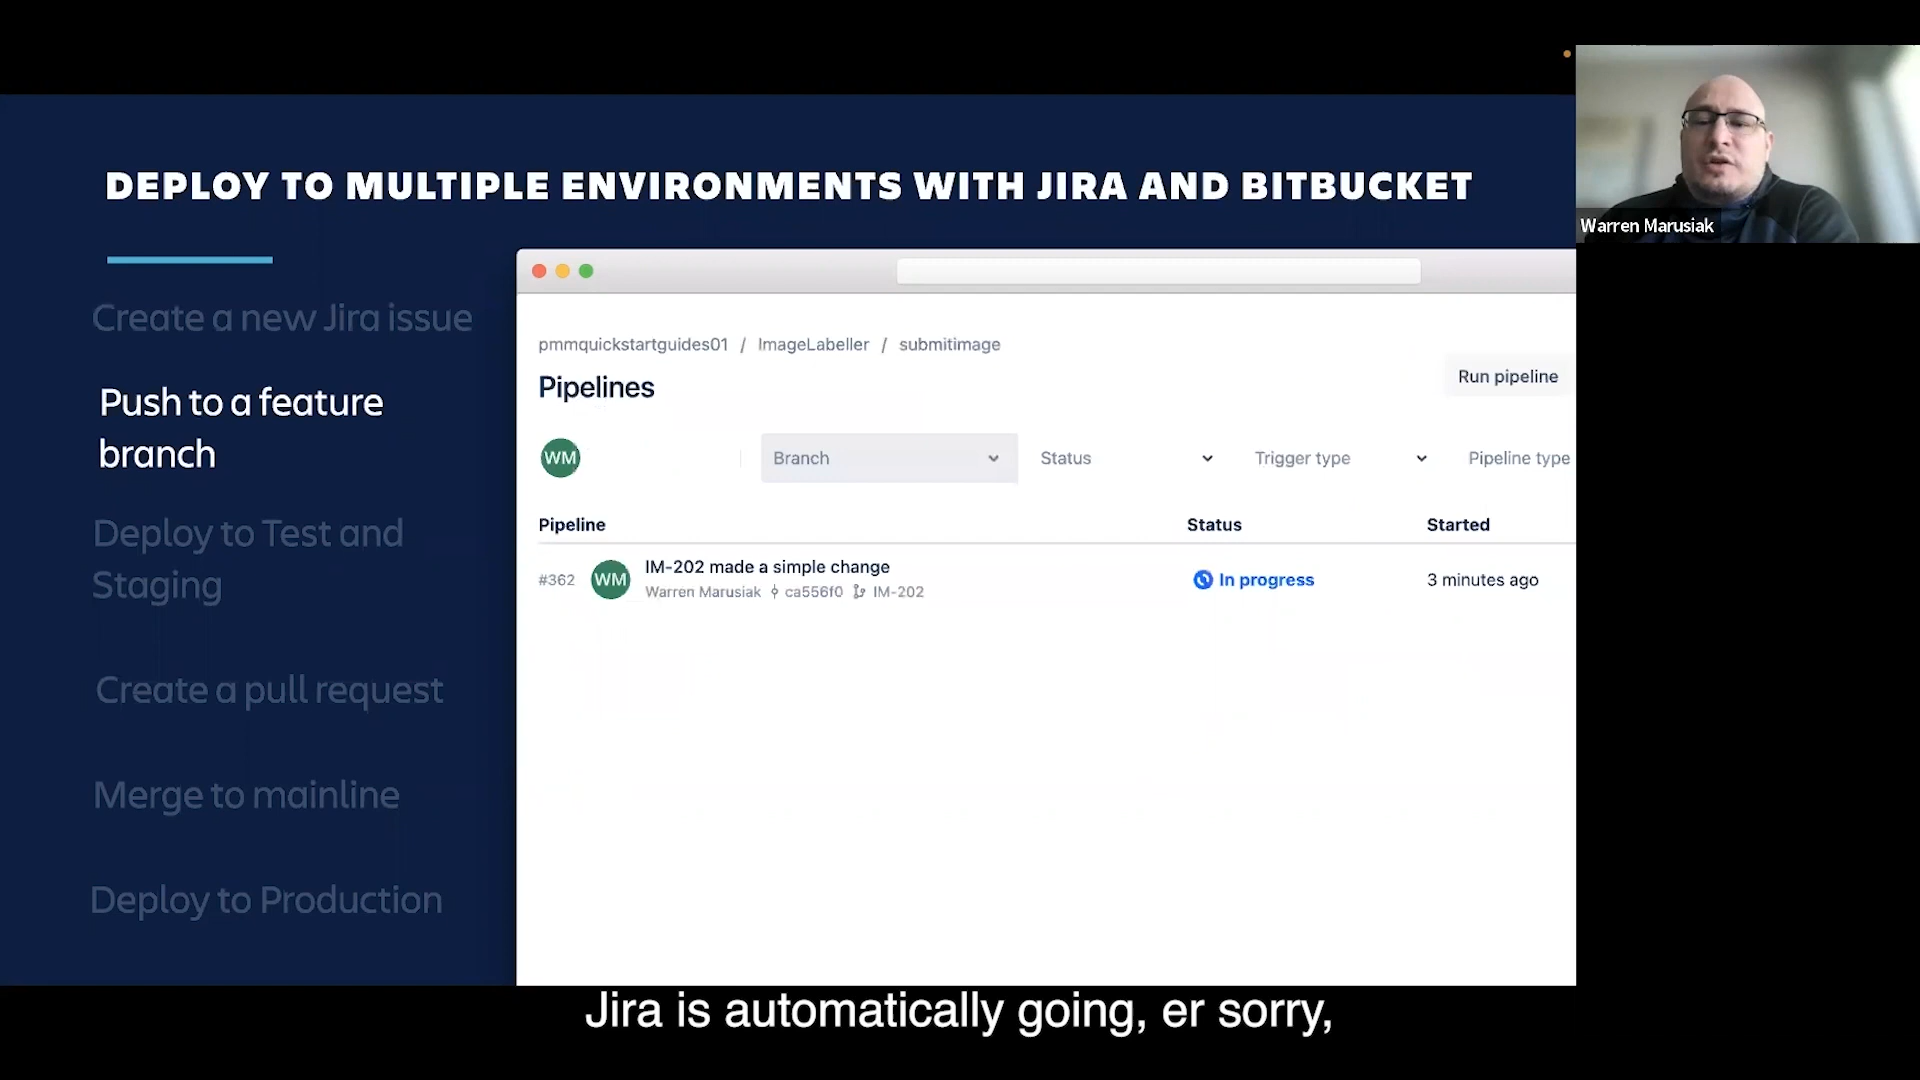 DEPLOY TO MULTIPLE ENVIRONMENTS WITH JIRA AND BITBUCKET
Warren Marusiak
Create a new Jira issue
Push to a feature
branch
Deploy to Test and
Staging
Create a pull request
Merge to mainline
Deploy to Production
pmmquickstartguides01 / ImageLabeller / submitimage
Pipelines
Run pipeline
WM
Branch
Status
Trigger type
Pipeline type
Pipeline
Status
Started
#362
WM
IM-202 made a simple change
Warren Marusiak ca556f0 IM-202
In progress
3 minutes ago
Jira is automatically going, er sorry,